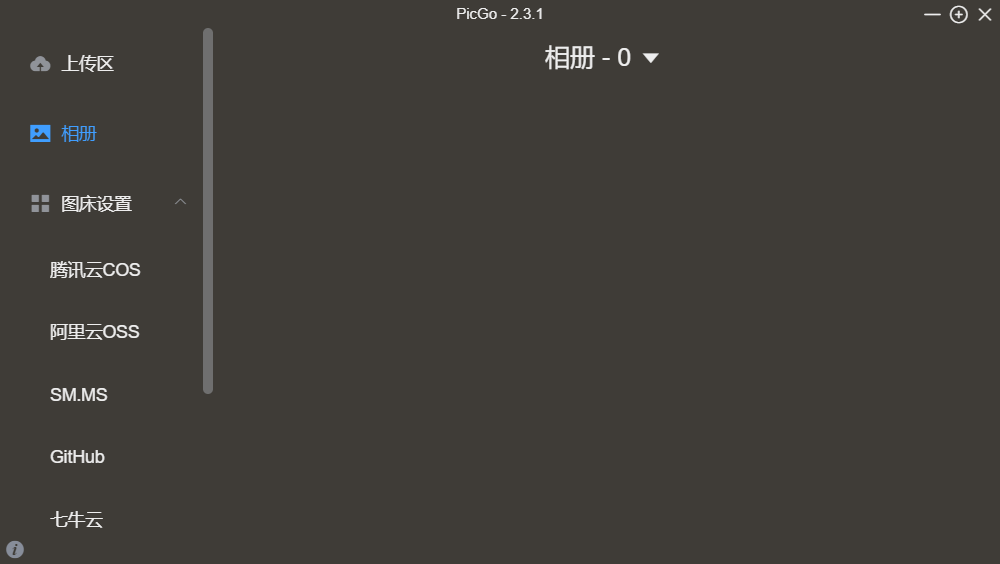 PicGo - 2.3.1
上传区
相册
图床设置
腾讯云COS
阿里云OSS
SM.MS
GitHub
七牛云
相册 - 0